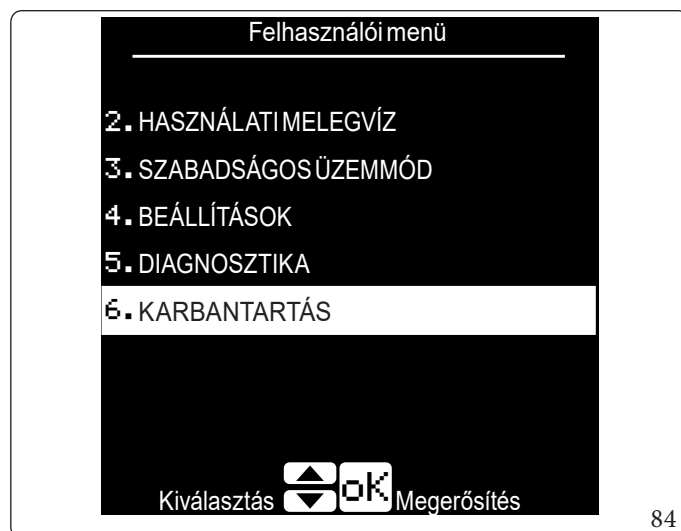 Felhasználói menü
2. HASZNÁLATI MELEGVÍZ
3. SZABADSÁGOS ÜZEMMÓD
4. BEÁLLÍTÁSOK
5. DIAGNOSZTIKA
6. KARBANTARTÁS
Kiválasztás oK Megerősítés
84